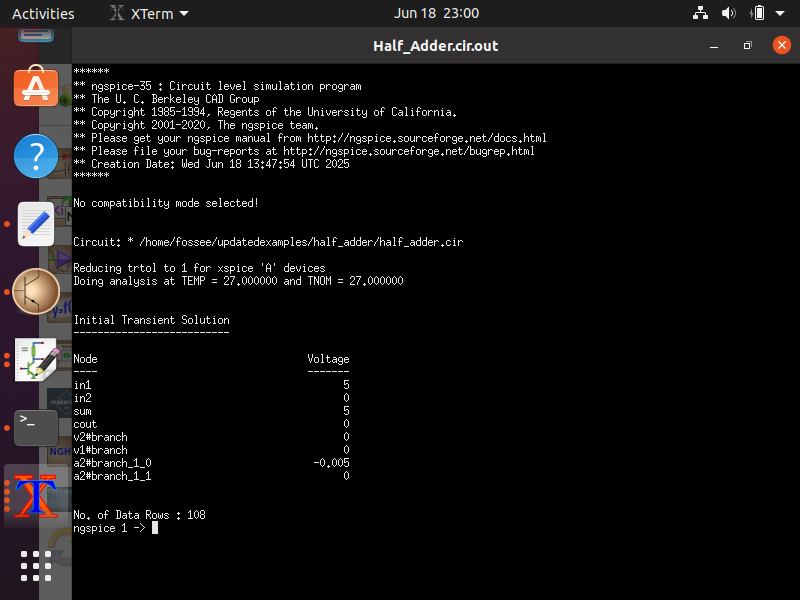 Activities XTerm Jun 18 23:00
Half_Adder.cir.out
******
** ngspice-35 : Circuit level simulation program
** The U. C. Berkeley CAD Group
** Copyright 1985-1994, Regents of the University of California.
** Copyright 2001-2020, The ngspice team.
** Please get your ngspice manual from http://ngspice.sourceforge.net/docs.html
** Please file your bug-reports at http://ngspice.sourceforge.net/bugrep.html
** Creation Date: Wed Jun 18 13:47:54 UTC 2025
******
No compatibility mode selected!
Circuit: * /home/fossee/updatedexamples/half_adder/half_adder.cir
Reducing trtol to 1 for xspice 'A' devices
Doing analysis at TEMP = 27.000000 and TNOM = 27.000000
Initial Transient Solution
--------------------------
Node Voltage
---- -------
in1 5
in2 0
sum 5
cout 0
v2#branch 0
v1#branch 0
a2#branch_1_0 -0.005
a2#branch_1_1 0
No. of Data Rows : 108
ngspice 1 ->